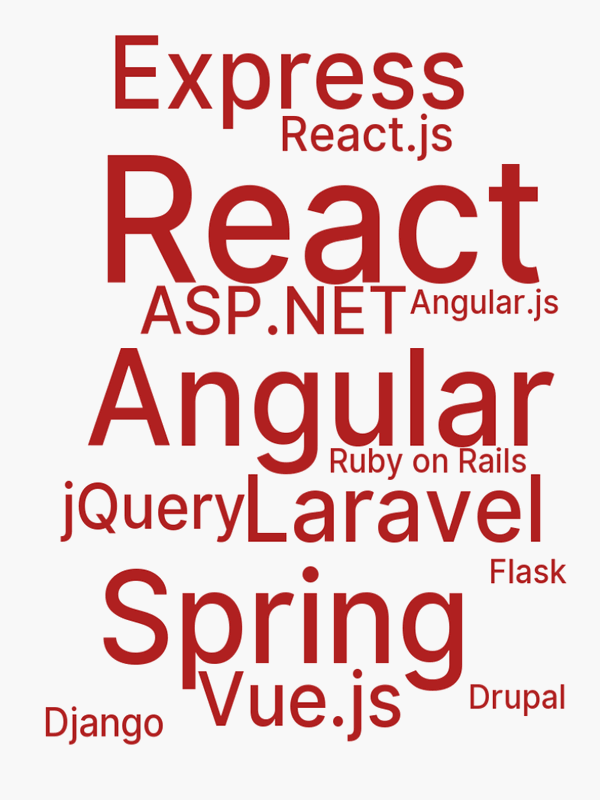 Express
React.js
React
ASP.NET
Angular.js
Angular
Ruby on Rails
jQuery
Laravel
Flask
Spring
Vue.js
Drupal
Django